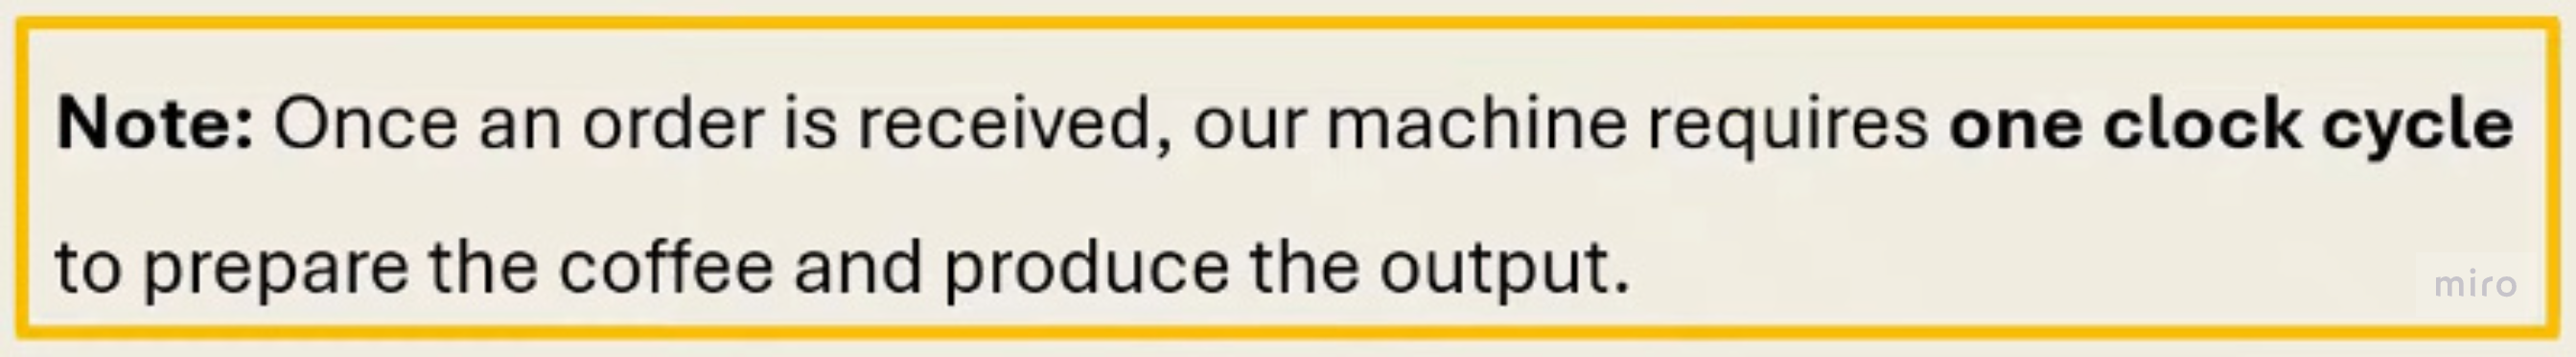 Note: Once an order is received, our machine requires one clock cycle
to prepare the coffee and produce the output.
miro